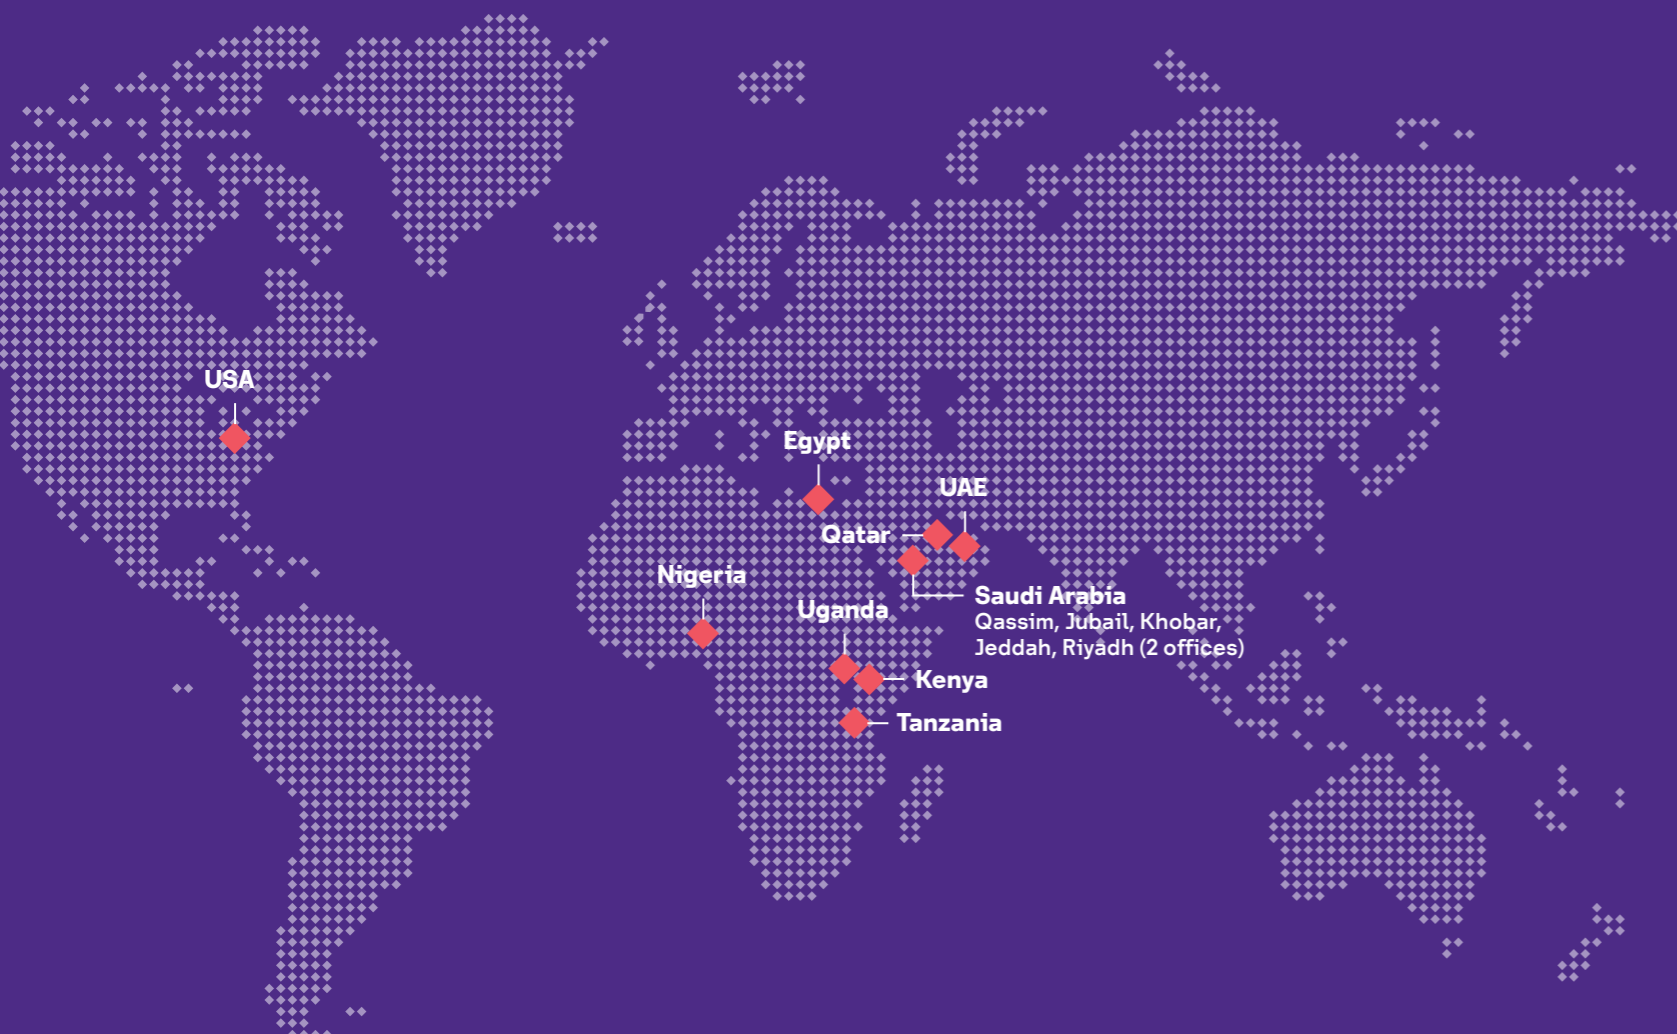 USA
Egypt
UAE
Qatar
Nigeria
Saudi Arabia
Qassim, Jubail, Khobar,
Jeddah, Riyadh (2 offices)
Uganda
Kenya
Tanzania